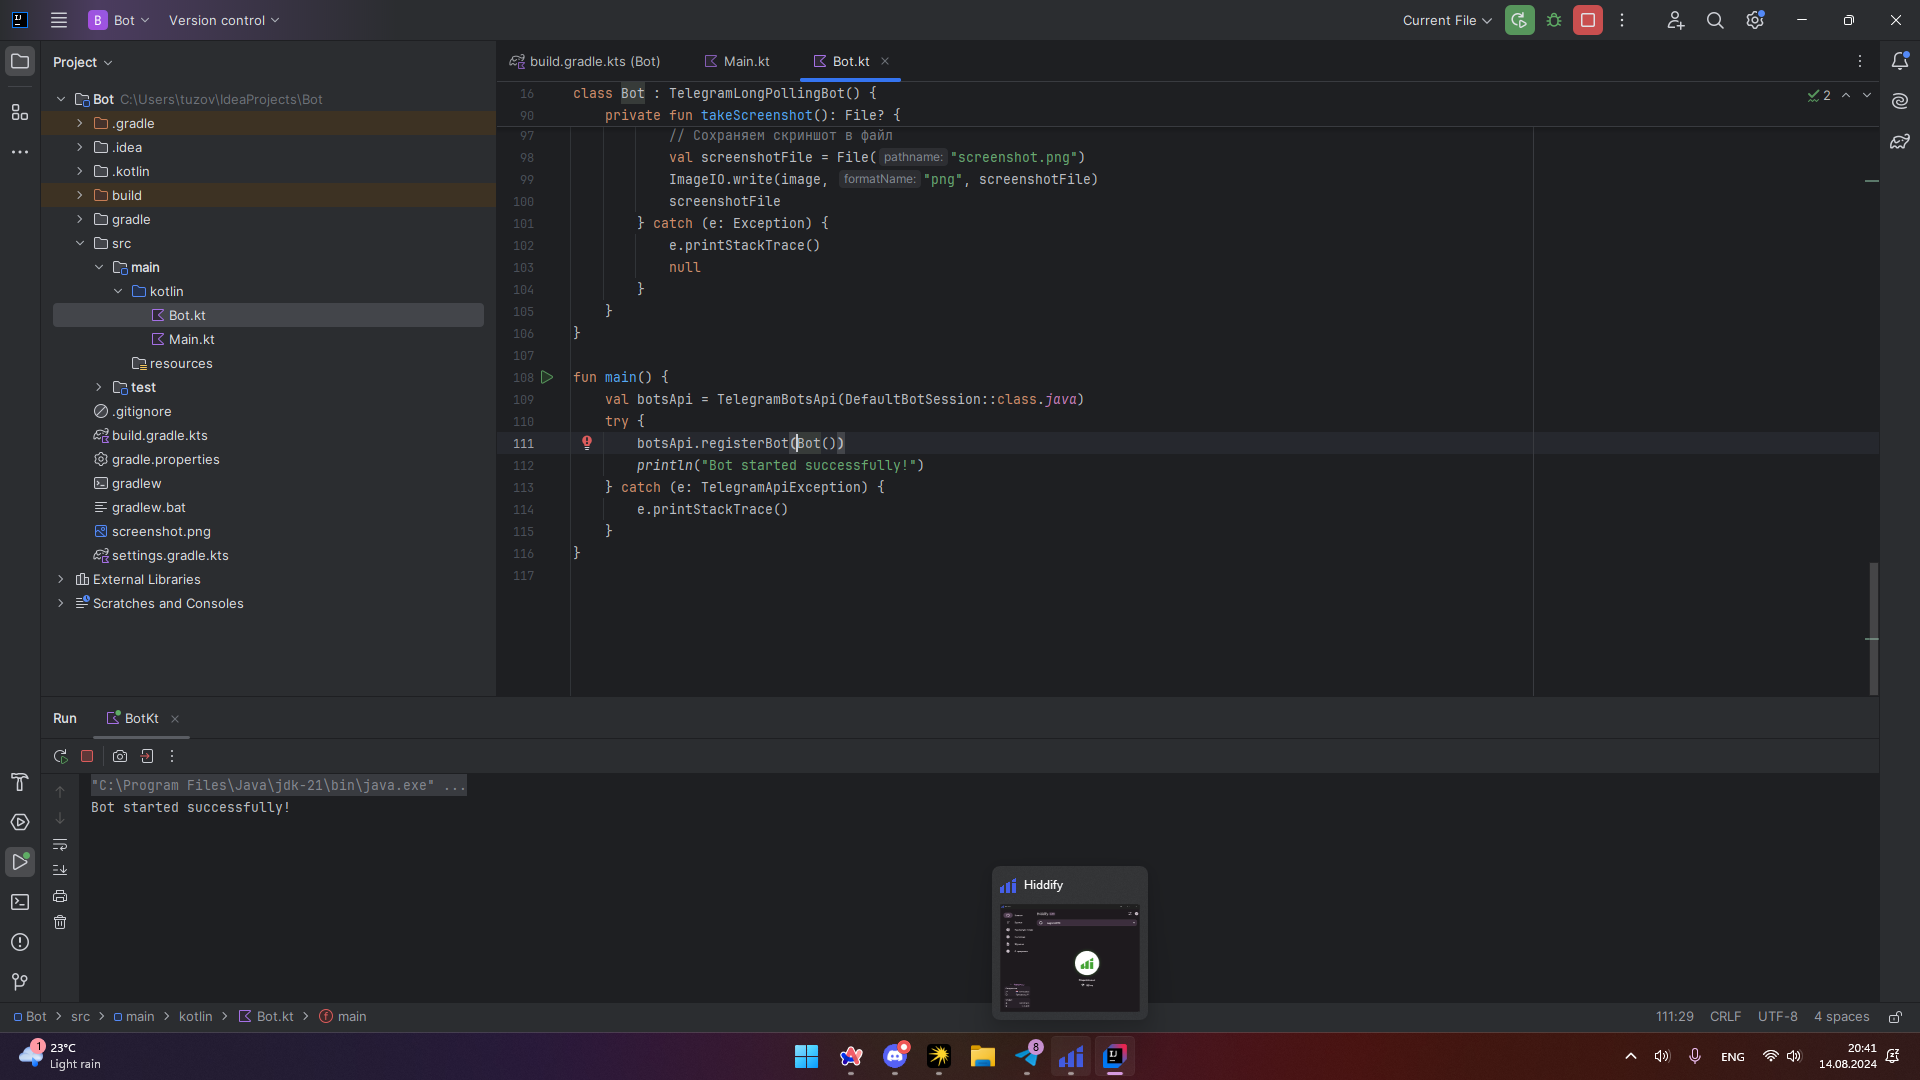 B Bot Version control Current File
Project
build.gradle.kts (Bot) Main.kt Bot.kt
Bot C:\Users\tuzov\IdeaProjects\Bot
.gradle
.idea
.kotlin
build
gradle
src
main
kotlin
Bot.kt
Main.kt
resources
test
.gitignore
build.gradle.kts
gradle.properties
gradlew
gradlew.bat
screenshot.png
settings.gradle.kts
External Libraries
Scratches and Consoles
2
16 class Bot : TelegramLongPollingBot() {
90 private fun takeScreenshot(): File? {
97 // Сохраняем скриншот в файл
98 val screenshotFile = File( pathname: "screenshot.png")
99 ImageIO.write(image, formatName: "png", screenshotFile)
100 screenshotFile
101 } catch (e: Exception) {
102 e.printStackTrace()
103 null
104 }
105 }
106 }
107
108 fun main() {
109 val botsApi = TelegramBotsApi(DefaultBotSession::class.java)
110 try {
111 botsApi.registerBot(Bot())
112 println("Bot started successfully!")
113 } catch (e: TelegramApiException) {
114 e.printStackTrace()
115 }
116 }
117
Run BotKt
"C:\Program Files\Java\jdk-21\bin\java.exe" ...
Bot started successfully!
Hiddify
Bot src main kotlin Bot.kt main
111:29 CRLF UTF-8 4 spaces
1
23°C
Light rain
8
ENG
20:41
14.08.2024